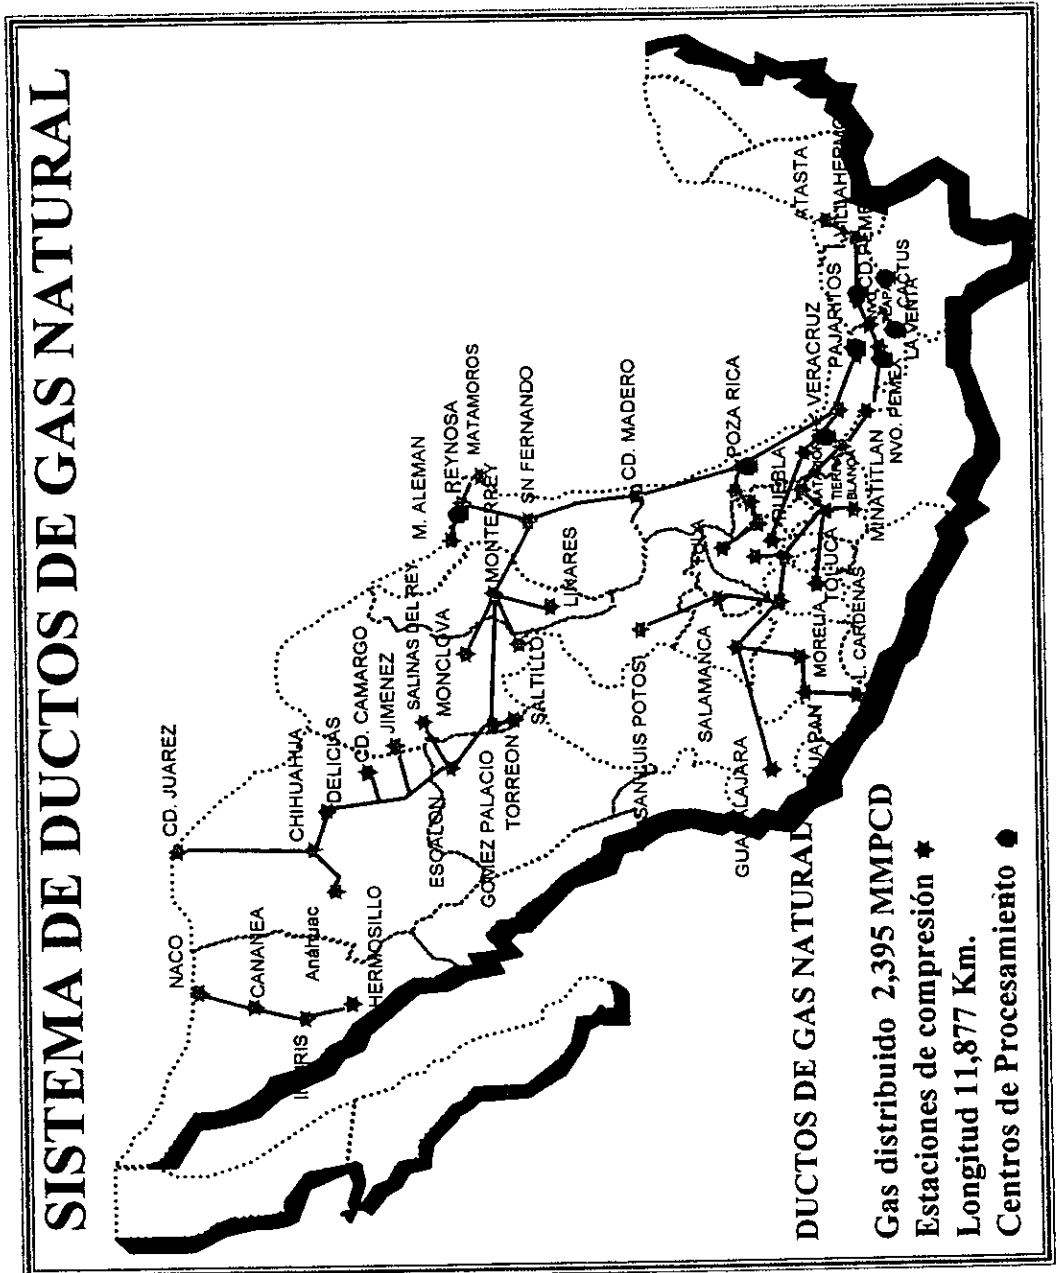 SISTEMA DE DUCTOS DE GAS NATURAL
NACO
CANANEA
Anáhuac
HERMOSILLO
CD. JUAREZ
CHIHUAHUA
DELICIAS
CD. CAMARGO
JIMENEZ
SALINAS DEL REY
MONCLOVA
ESCALON
GOMEZ PALACIO
TORREON
SALTILLO
M. ALEMAN
REYNOSA
MATAMOROS
MONTERREY
SN FERNANDO
LINARES
CD. MADERO
POZA RICA
SAN LUIS POTOSI
SALAMANCA
GUADALAJARA
MORELIA
L. CARDENAS
TOLUCA
PUEBLA
VERACRUZ
TIERRA
BLANCA
MINATITLAN
PAJARITOS
NVO. PEMEX
LA VENTA
CACTUS
ATASTA
DUCTOS DE GAS NATURAL
Gas distribuido 2,395 MMPCD
Estaciones de compresión
Longitud 11,877 Km.
Centros de Procesamiento